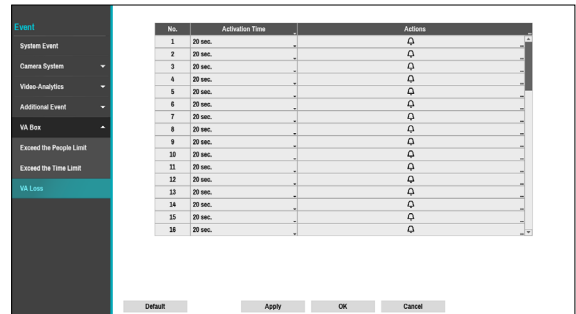 Event
System Event
Camera System
Video-Analytics
Additional Event
VA Box
Exceed the People Limit
Exceed the Time Limit
VA Loss
No. Activation Time Actions
1 20 sec.
2 20 sec.
3 20 sec.
4 20 sec.
5 20 sec.
6 20 sec.
7 20 sec.
8 20 sec.
9 20 sec.
10 20 sec.
11 20 sec.
12 20 sec.
13 20 sec.
14 20 sec.
15 20 sec.
16 20 sec.
Default Apply OK Cancel